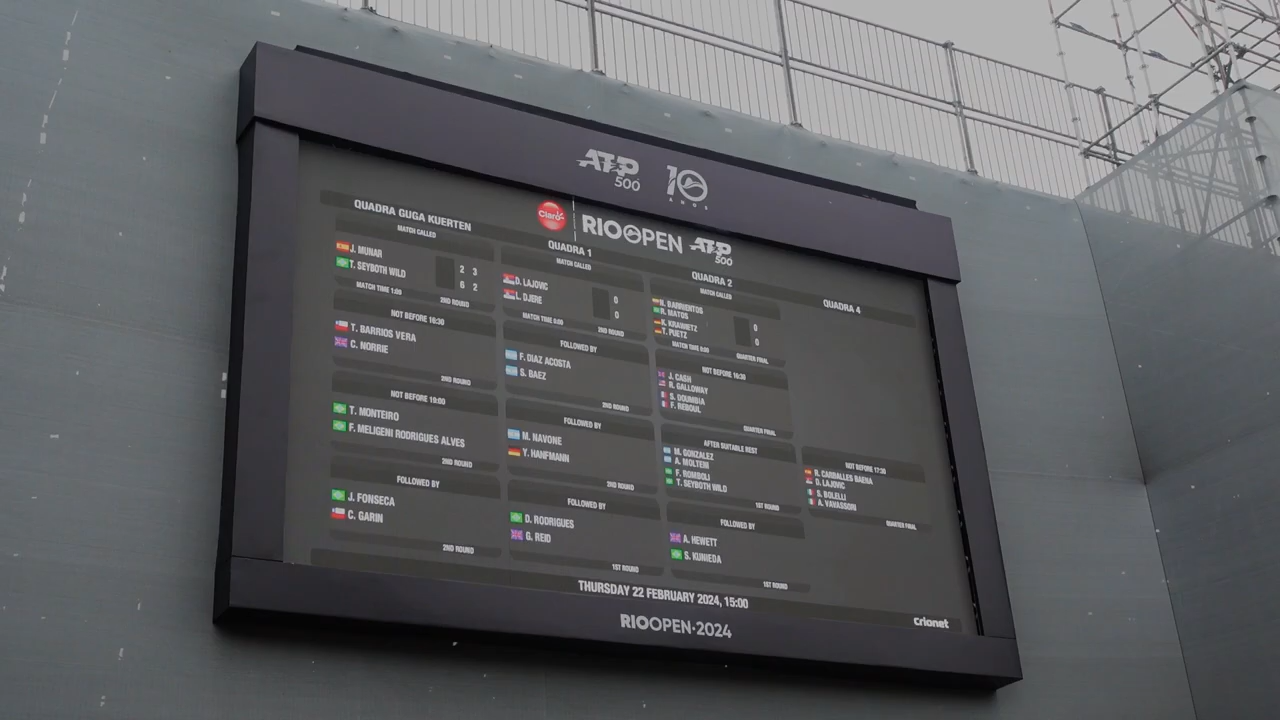 ATP
500
10
ANOS
Claro
RIOOPEN
ATP
500
QUADRA GUGA KUERTEN
MATCH CALLED
J. MUNAR 2 3
T. SEYBOTH WILD 6 2
MATCH TIME 1:00 2ND ROUND
NOT BEFORE 16:30
T. BARRIOS VERA
C. NORRIE
2ND ROUND
NOT BEFORE 19:00
T. MONTEIRO
F. MELIGENI RODRIGUES ALVES
2ND ROUND
FOLLOWED BY
J. FONSECA
C. GARIN
2ND ROUND
QUADRA 1
MATCH CALLED
D. LAJOVIC 0
L. DJERE 0
MATCH TIME 0:00 2ND ROUND
FOLLOWED BY
F. DIAZ ACOSTA
S. BAEZ
2ND ROUND
FOLLOWED BY
M. NAVONE
Y. HANFMANN
2ND ROUND
FOLLOWED BY
D. RODRIGUES
G. REID
1ST ROUND
QUADRA 2
MATCH CALLED
N. BARRIENTOS
R. MATOS 0
K. KRAWIETZ
T. PUETZ 0
MATCH TIME 0:00 QUARTER FINAL
NOT BEFORE 16:30
J. CASH
R. GALLOWAY
S. DOUMBIA
F. REBOUL
QUARTER FINAL
AFTER SUITABLE REST
M. GONZALEZ
A. MOLTENI
F. ROMBOLI
T. SEYBOTH WILD
1ST ROUND
FOLLOWED BY
A. HEWETT
S. KUNIEDA
1ST ROUND
QUADRA 4
NOT BEFORE 17:30
R. CARBALLES BAENA
D. LAJOVIC
S. BOLELLI
A. VAVASSORI
QUARTER FINAL
THURSDAY 22 FEBRUARY 2024, 15:00
crionet
RIOOPEN·2024